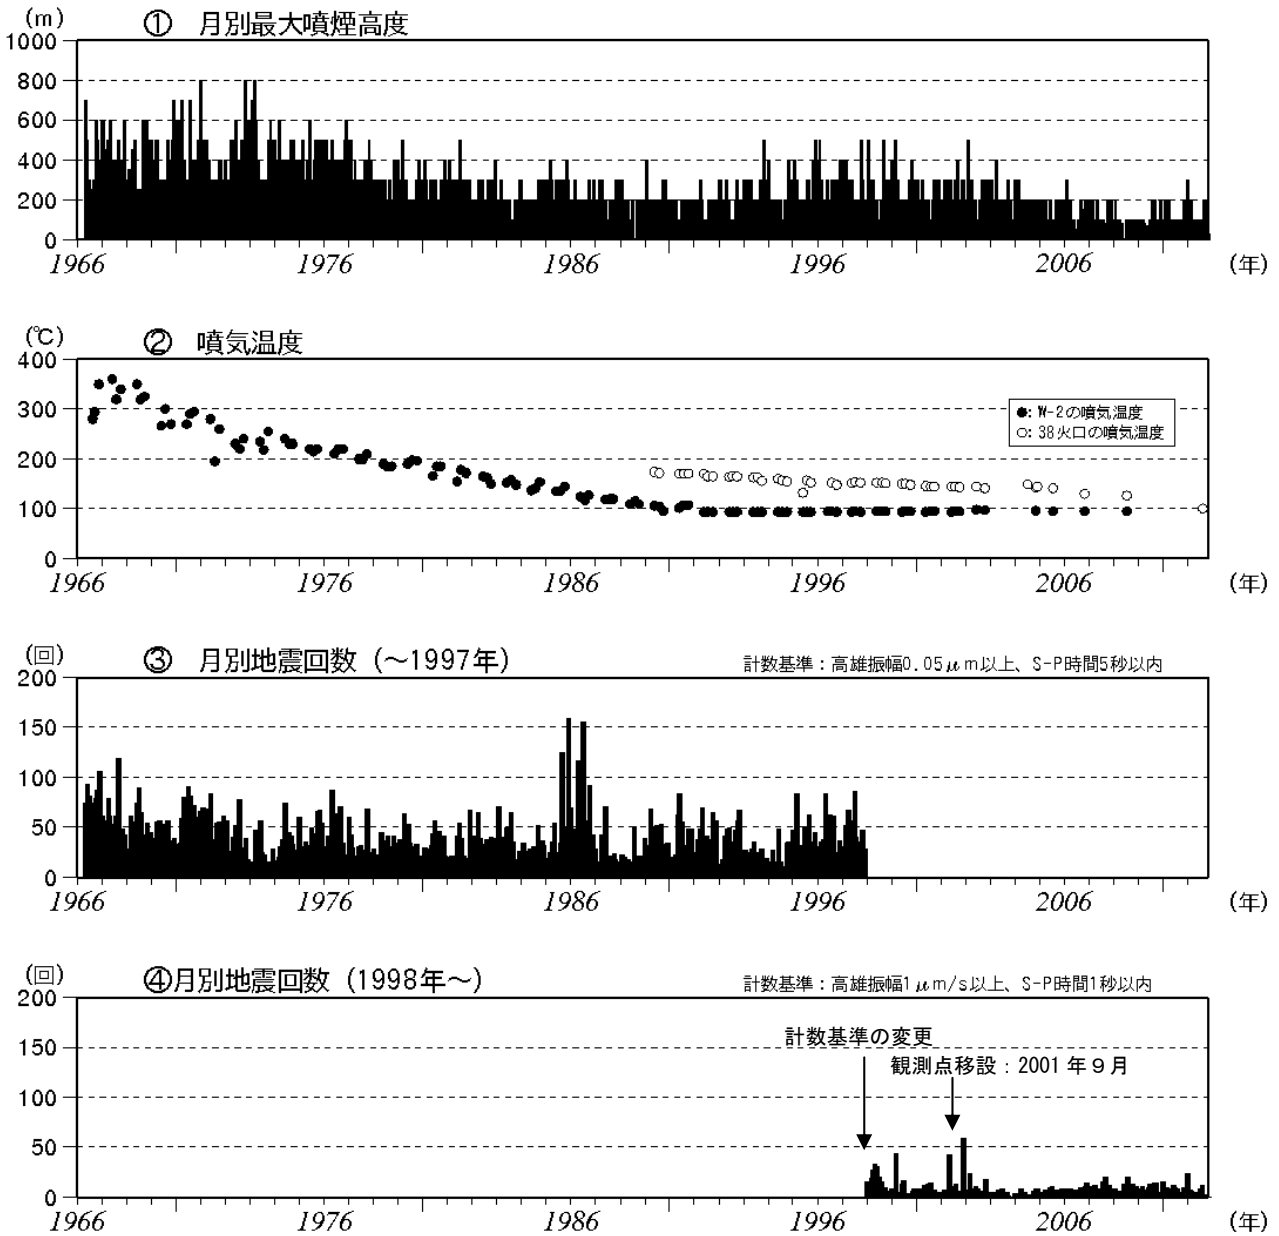 (m)
① 月別最大噴煙高度
1000
800
600
400
200
0
1966 1976 1986 1996 2006 (年)
(℃)
② 噴気温度
400
300
200
100
0
●: W-2の噴気温度
○: 38火口の噴気温度
1966 1976 1986 1996 2006 (年)
(回)
③ 月別地震回数 (～1997年)
計数基準：高雄振幅0.05μm以上、S-P時間5秒以内
200
150
100
50
0
1966 1976 1986 1996 2006 (年)
(回)
④月別地震回数 (1998年～)
計数基準：高雄振幅1μm/s以上、S-P時間1秒以内
200
150
100
50
0
計数基準の変更
観測点移設：2001年９月
1966 1976 1986 1996 2006 (年)